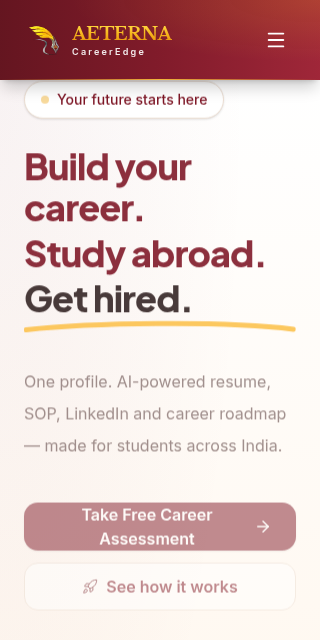 AETERNA
CareerEdge
Your future starts here
Build your
career.
Study abroad.
Get hired.
One profile. AI-powered resume,
SOP, LinkedIn and career roadmap
— made for students across India.
Take Free Career
Assessment
See how it works